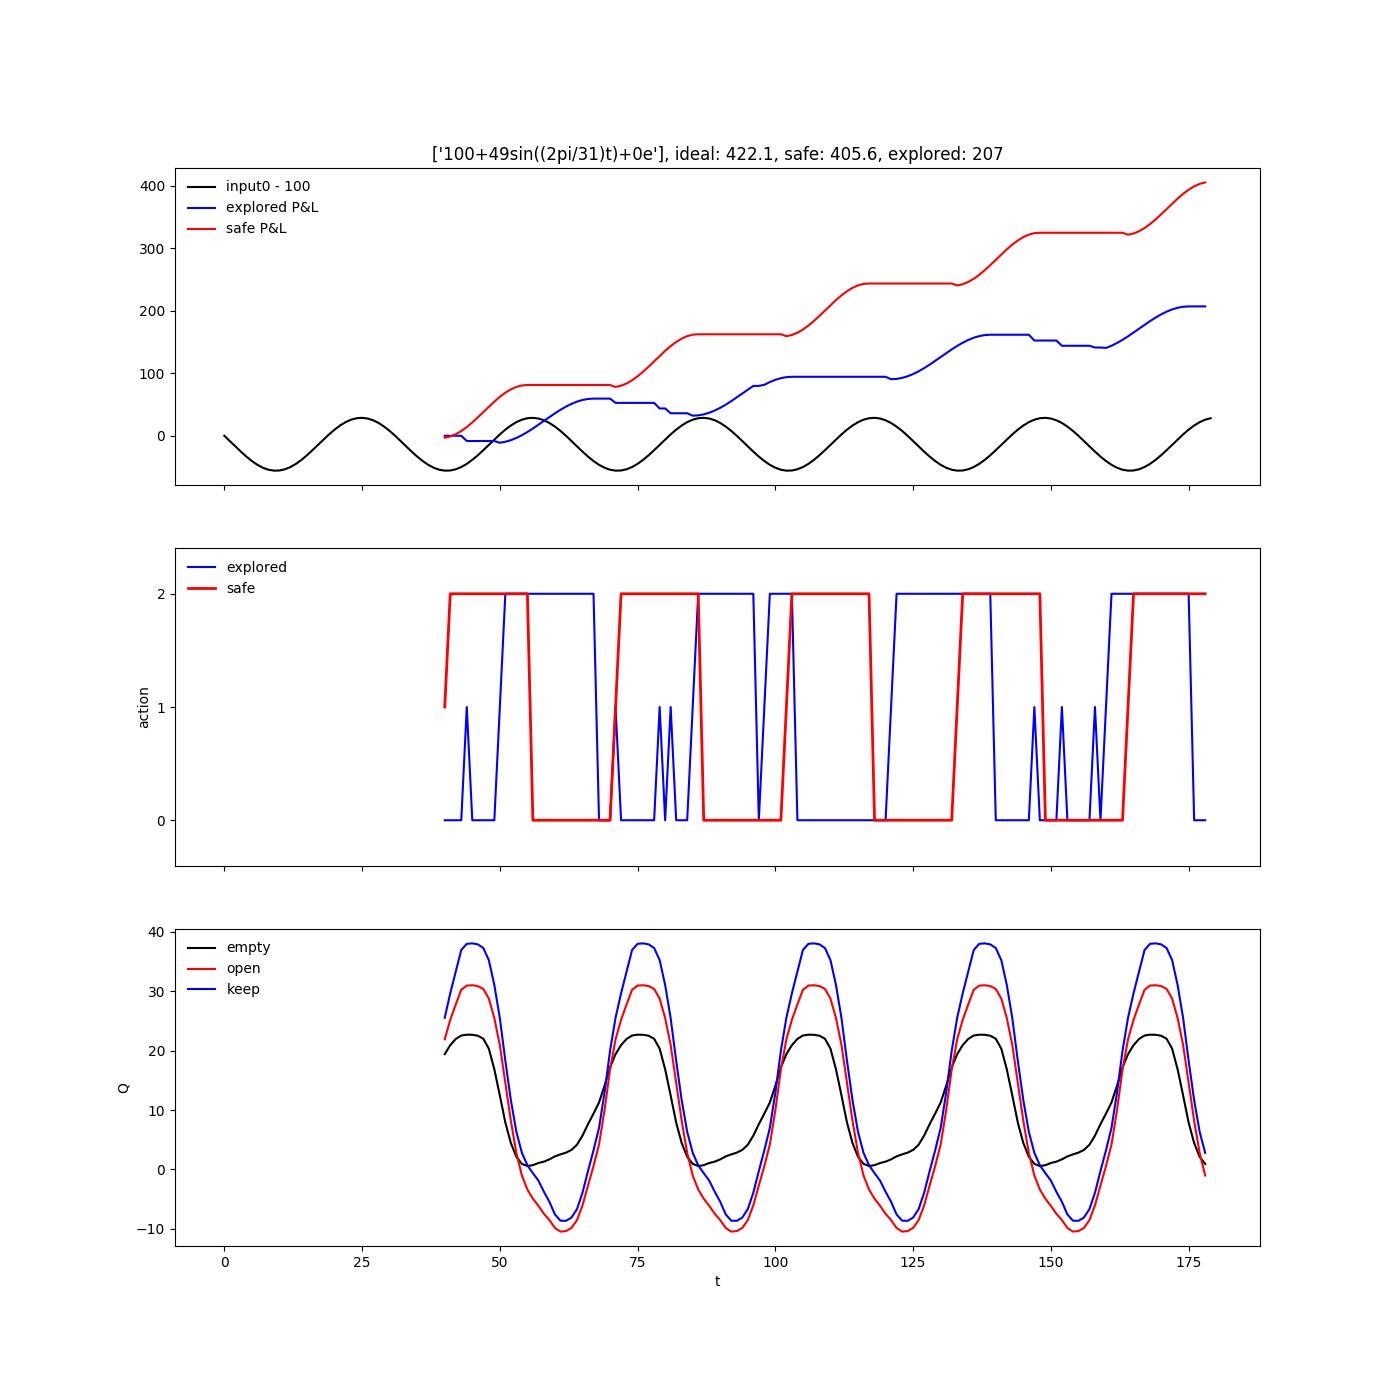 ['100+49sin((2pi/31)t)+0e'], ideal: 422.1, safe: 405.6, explored: 207
input0 - 100
explored P&L
safe P&L
400
300
200
100
0
explored
safe
2
1
0
action
empty
open
keep
40
30
20
10
0
−10
Q
0 25 50 75 100 125 150 175
t